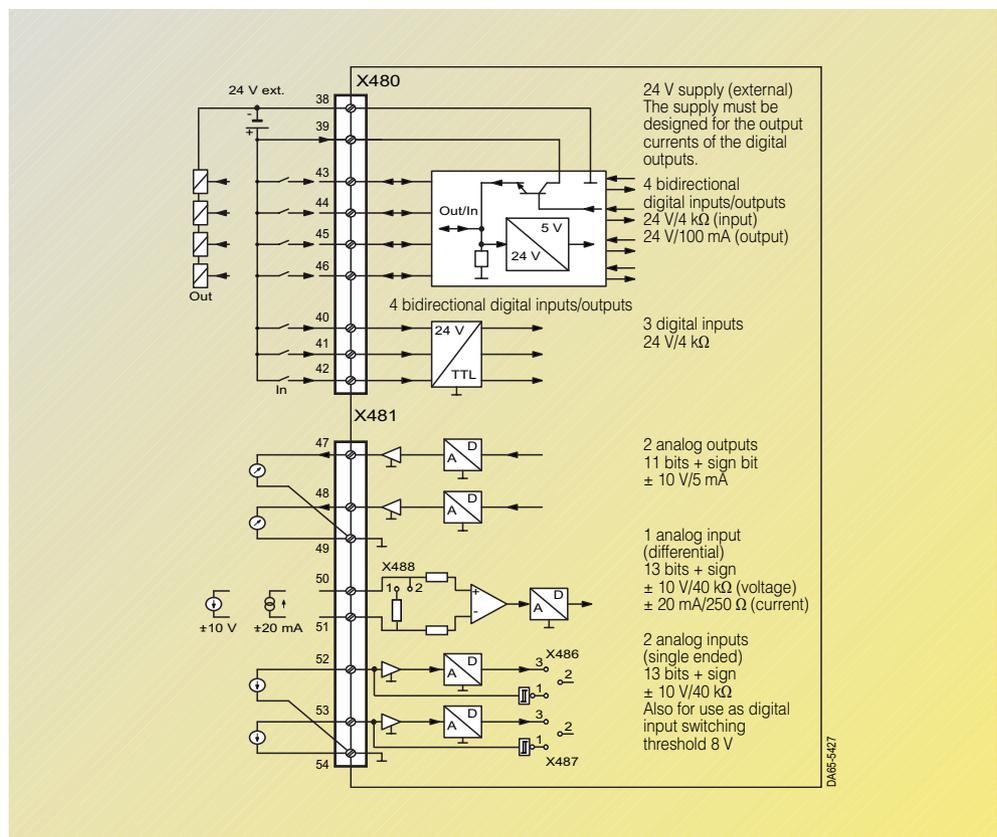 X480
24 V ext.
38
-
+
39
43
44
45
46
Out
Out/In
5 V
24 V
24 V supply (external)
The supply must be
designed for the output
currents of the digital
outputs.
4 bidirectional
digital inputs/outputs
24 V/4 kΩ (input)
24 V/100 mA (output)
4 bidirectional digital inputs/outputs
40
41
42
In
24 V
TTL
3 digital inputs
24 V/4 kΩ
X481
47
D
A
48
D
A
49
2 analog outputs
11 bits + sign bit
± 10 V/5 mA
50
X488
1 2
+
-
D
A
±10 V
±20 mA
51
1 analog input
(differential)
13 bits + sign
± 10 V/40 kΩ (voltage)
± 20 mA/250 Ω (current)
52
D
A
X486
3
2
1
53
D
A
3
2
1
X487
54
2 analog inputs
(single ended)
13 bits + sign
± 10 V/40 kΩ
Also for use as digital
input switching
threshold 8 V
DA65-5427